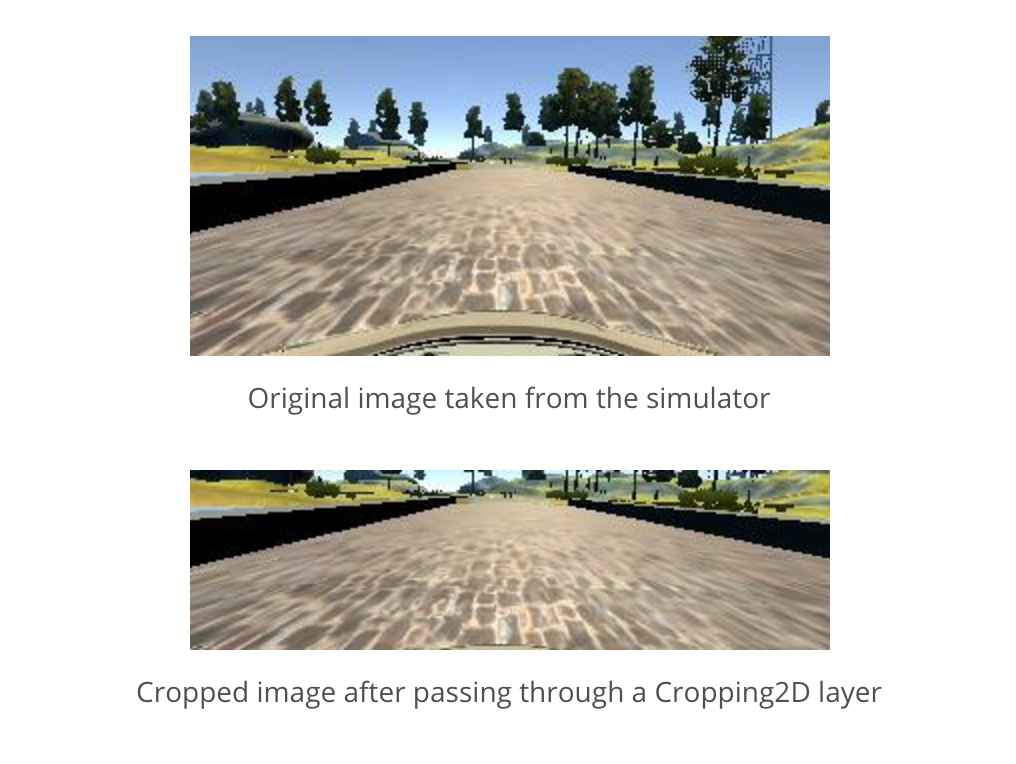 Original image taken from the simulator
Cropped image after passing through a Cropping2D layer